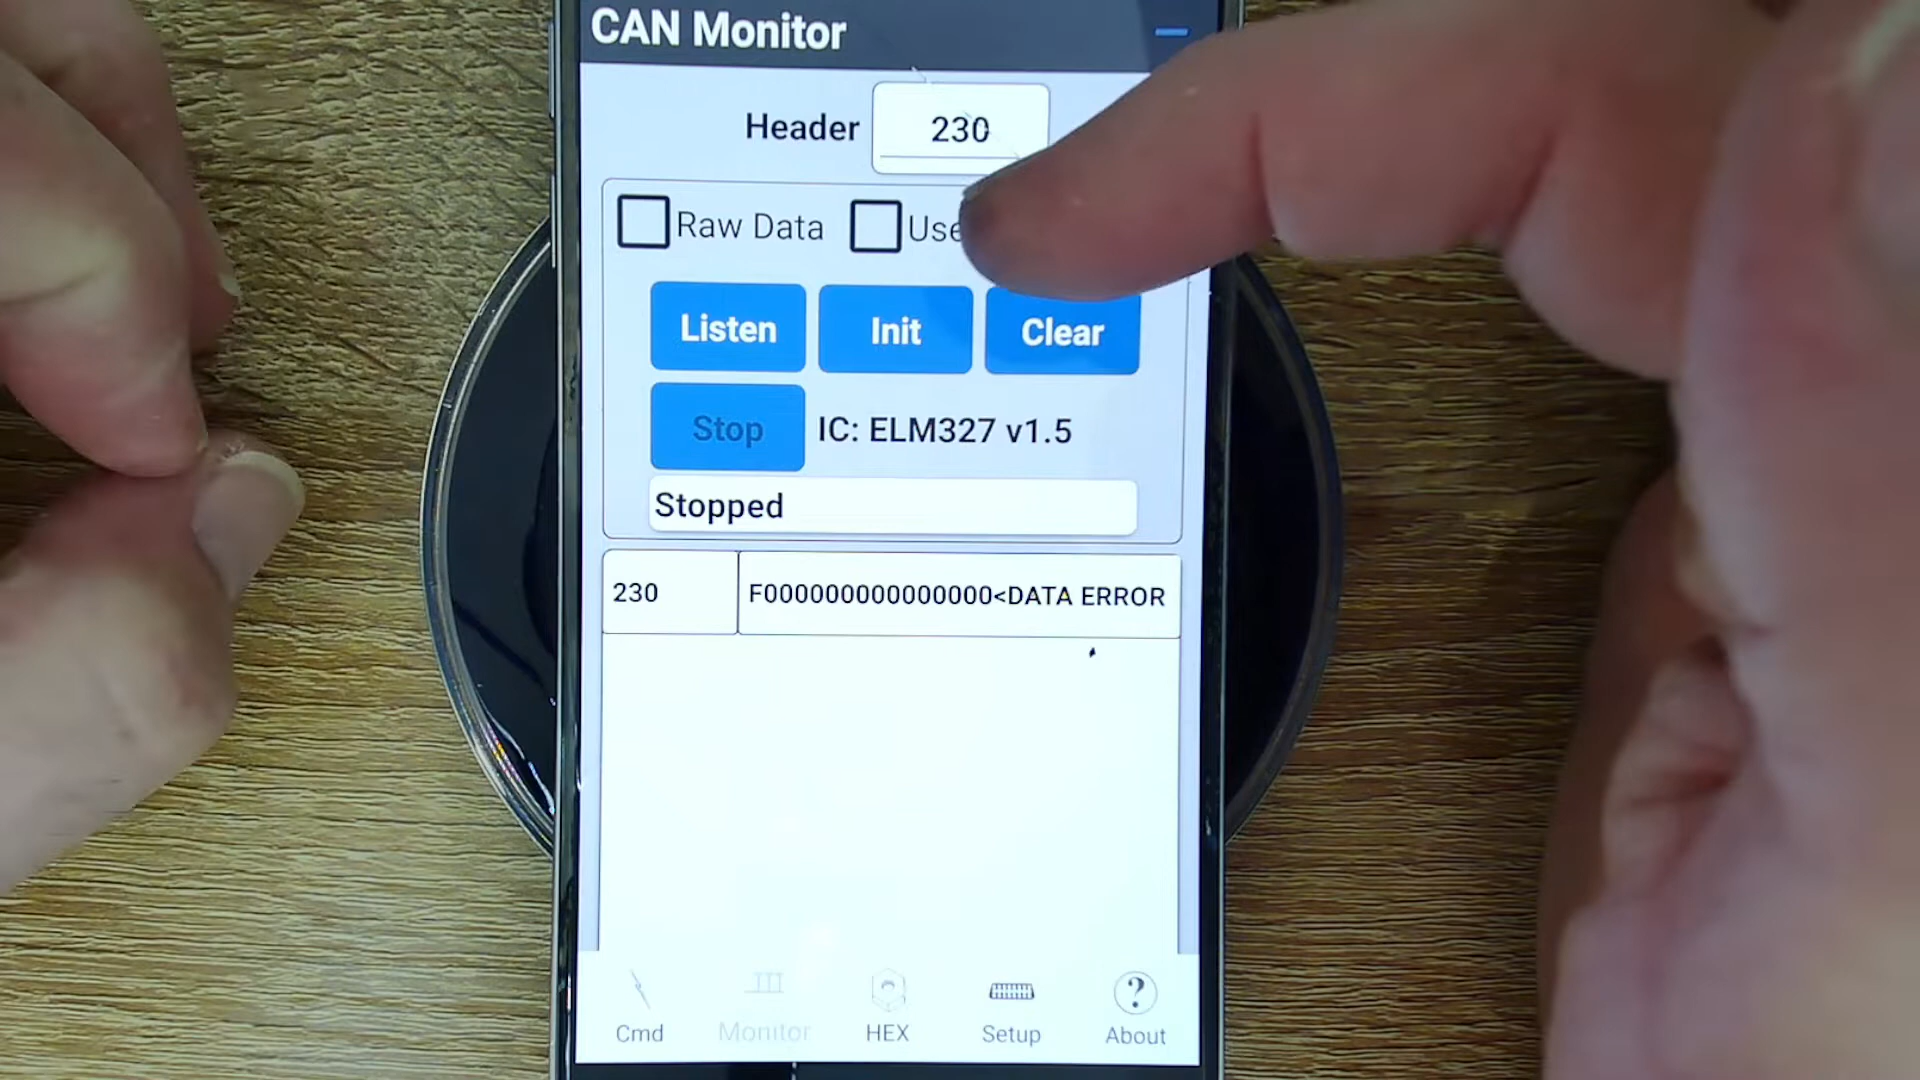 CAN Monitor
Header 230
Raw Data Use
Listen Init Clear
Stop IC: ELM327 v1.5
Stopped
230 F000000000000000<DATA ERROR
Cmd Monitor HEX Setup About